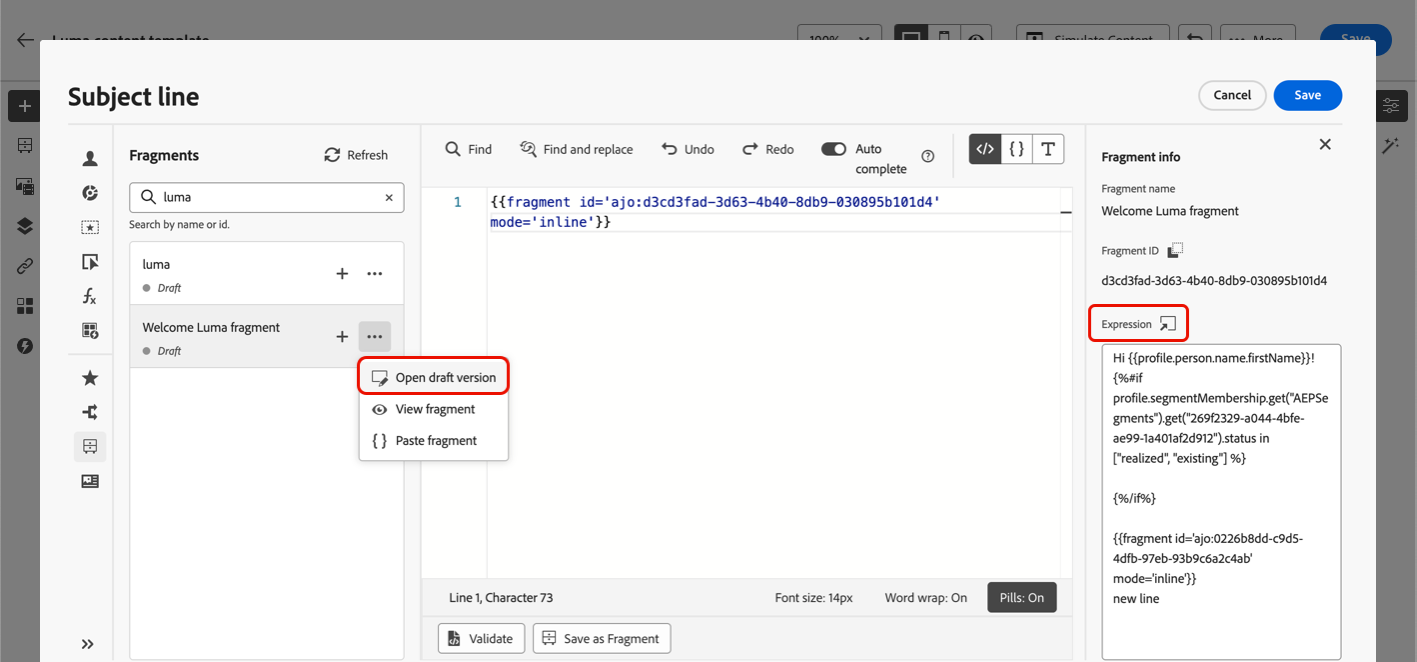 Luma content template
100%
Simulate Content
More
Save
Subject line
Cancel
Save
Fragments
Refresh
luma
Search by name or id.
luma
Draft
Welcome Luma fragment
Draft
Open draft version
View fragment
{ } Paste fragment
Find
Find and replace
Undo
Redo
Auto
complete
</>
{ }
T
1
{{fragment id='ajo:d3cd3fad-3d63-4b40-8db9-030895b101d4'
mode='inline'}}
Line 1, Character 73
Font size: 14px
Word wrap: On
Pills: On
Validate
Save as Fragment
Fragment info
Fragment name
Welcome Luma fragment
Fragment ID
d3cd3fad-3d63-4b40-8db9-030895b101d4
Expression
Hi {{profile.person.name.firstName}}!
{%#if
profile.segmentMembership.get("AEPSe
gments").get("269f2329-a044-4bfe-
ae99-1a401af2d912").status in
["realized", "existing"] %}
{%/if%}
{{fragment id='ajo:0226b8dd-c9d5-
4dfb-97eb-93b9c6a2c4ab'
mode='inline'}}
new line